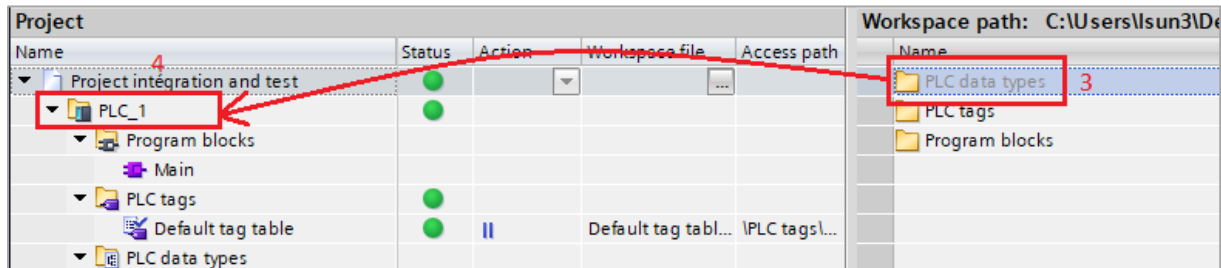 Project
Workspace path: C:\Users\lsun3\De
Name Status Action Workspace file Access path
Name
4
Project intégration and test ...
PLC data types 3
PLC_1
PLC tags
Program blocks
Program blocks
Main
PLC tags
Default tag table Default tag tabl... \PLC tags\...
PLC data types